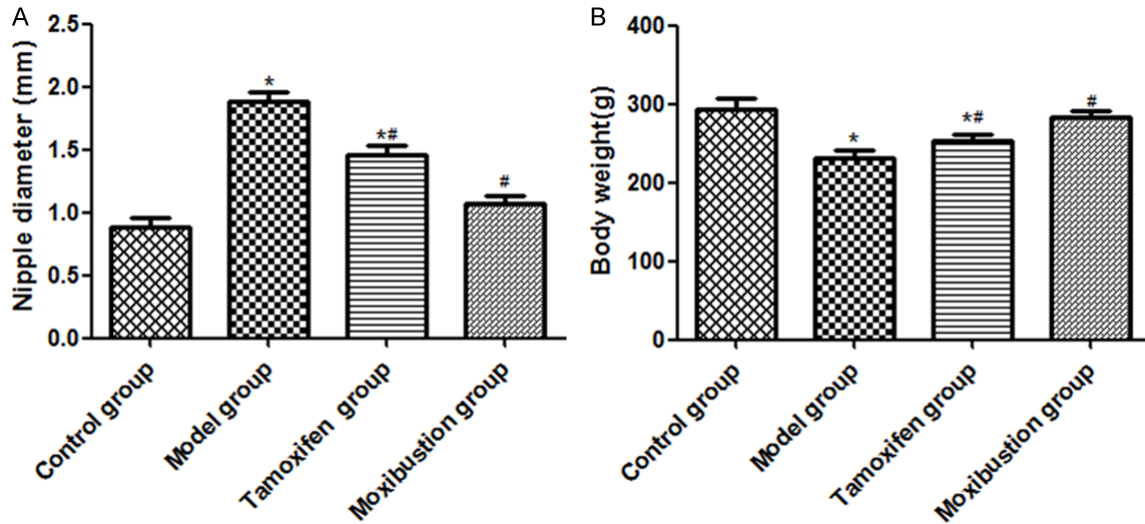 A
Nipple diameter (mm)
2.5
2.0
1.5
1.0
0.5
0.0
*
*#
#
Control group
Model group
Tamoxifen group
Moxibustion group
B
Body weight(g)
400
300
200
100
0
*
*#
#
Control group
Model group
Tamoxifen group
Moxibustion group